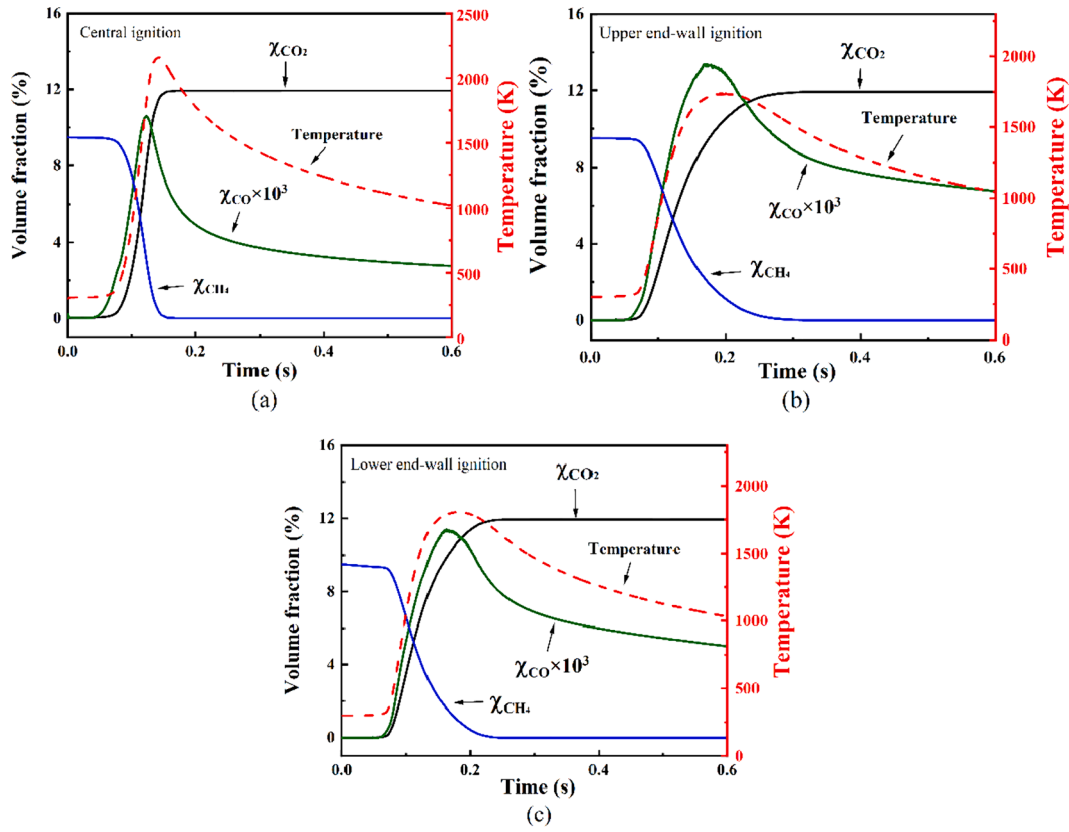 Central ignition
χCO₂
Temperature
χCO×10³
χCH₄
Volume fraction (%)
16
12
8
4
0
Temperature (K)
2500
2000
1500
1000
500
0
0.0 0.2 0.4 0.6
Time (s)
(a)
Upper end-wall ignition
χCO₂
Temperature
χCO×10³
χCH₄
Volume fraction (%)
16
12
8
4
0
Temperature (K)
2000
1500
1000
500
0
0.0 0.2 0.4 0.6
Time (s)
(b)
Lower end-wall ignition
χCO₂
Temperature
χCO×10³
χCH₄
Volume fraction (%)
16
12
8
4
0
Temperature (K)
2000
1500
1000
500
0
0.0 0.2 0.4 0.6
Time (s)
(c)